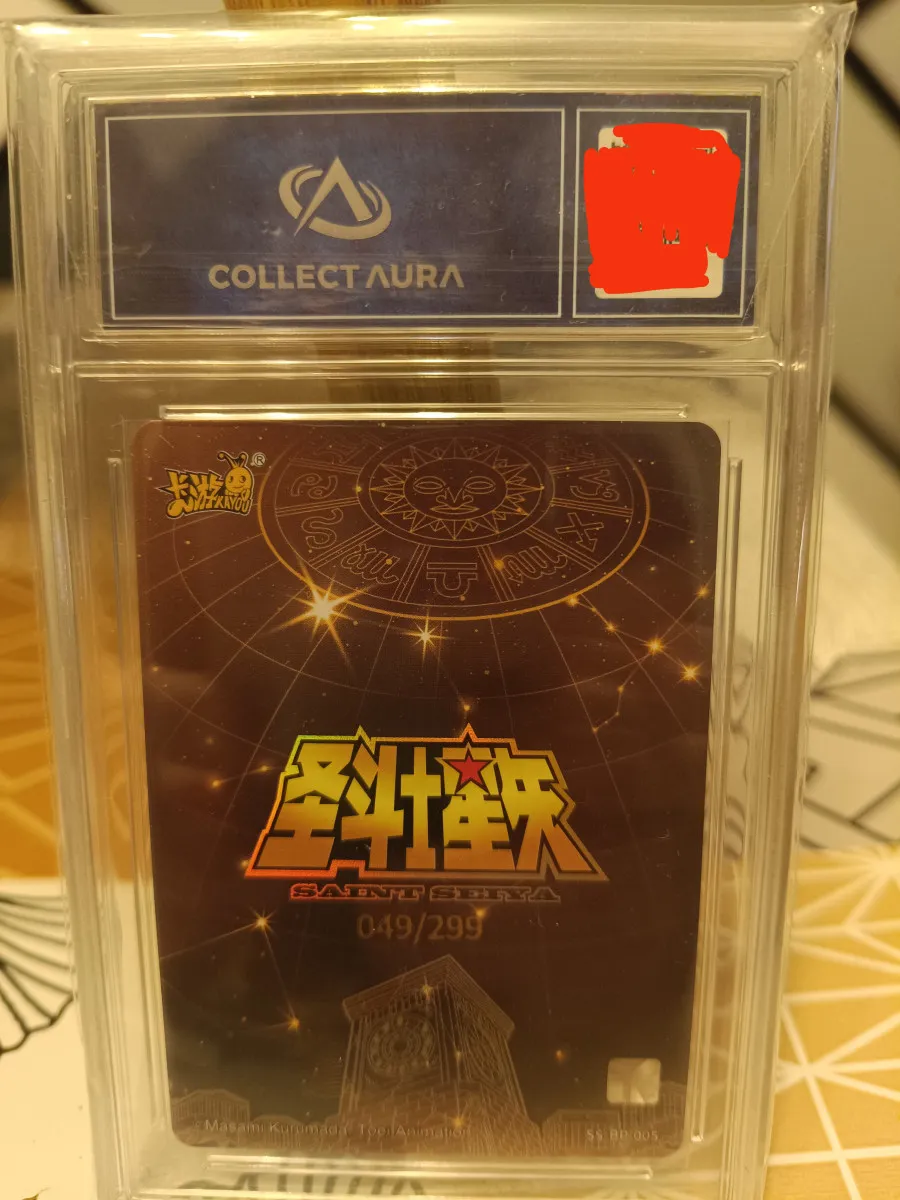 COLLECT AURA
卡游 KAYOU ®
圣斗士星矢
SAINT SEIYA
049/299
Masami Kurumada, Toei Animation
SS-BP-005